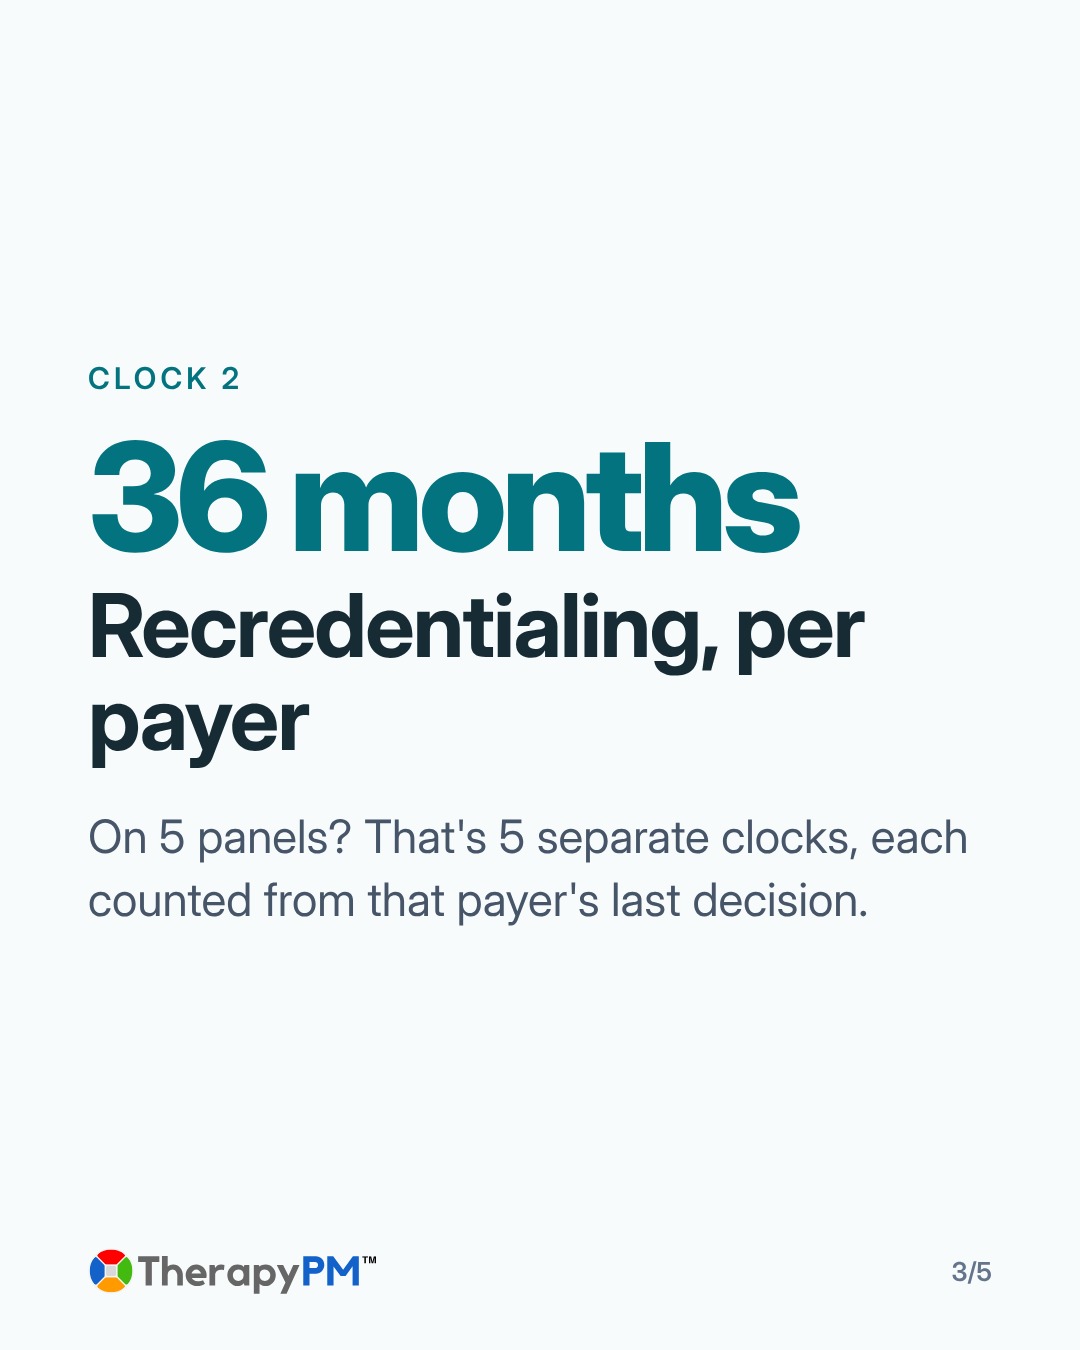 CLOCK 2
36 months
Recredentialing, per
payer
On 5 panels? That's 5 separate clocks, each
counted from that payer's last decision.
TherapyPM™
3/5